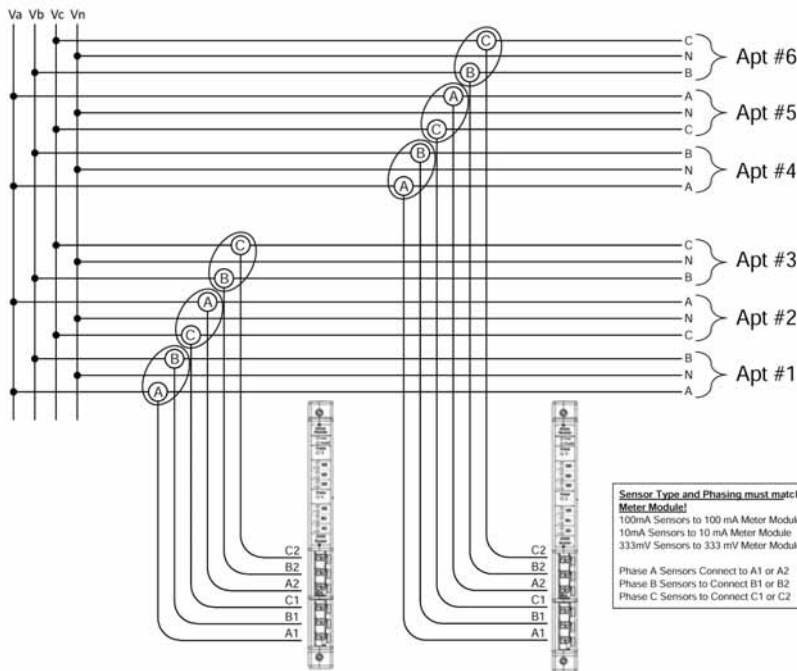 Va Vb Vc Vn
C
N
B
Apt #6
A
N
C
Apt #5
B
N
A
Apt #4
C
N
B
Apt #3
A
N
C
Apt #2
B
N
A
Apt #1
C
B
A
C
B
A
C
B
A
C
B
A
C2
B2
A2
C1
B1
A1
C2
B2
A2
C1
B1
A1
Sensor Type and Phasing must match
Meter Module!
100mA Sensors to 100 mA Meter Module
10mA Sensors to 10 mA Meter Module
333mV Sensors to 333 mV Meter Module
Phase A Sensors Connect to A1 or A2
Phase B Sensors to Connect B1 or B2
Phase C Sensors to Connect C1 or C2